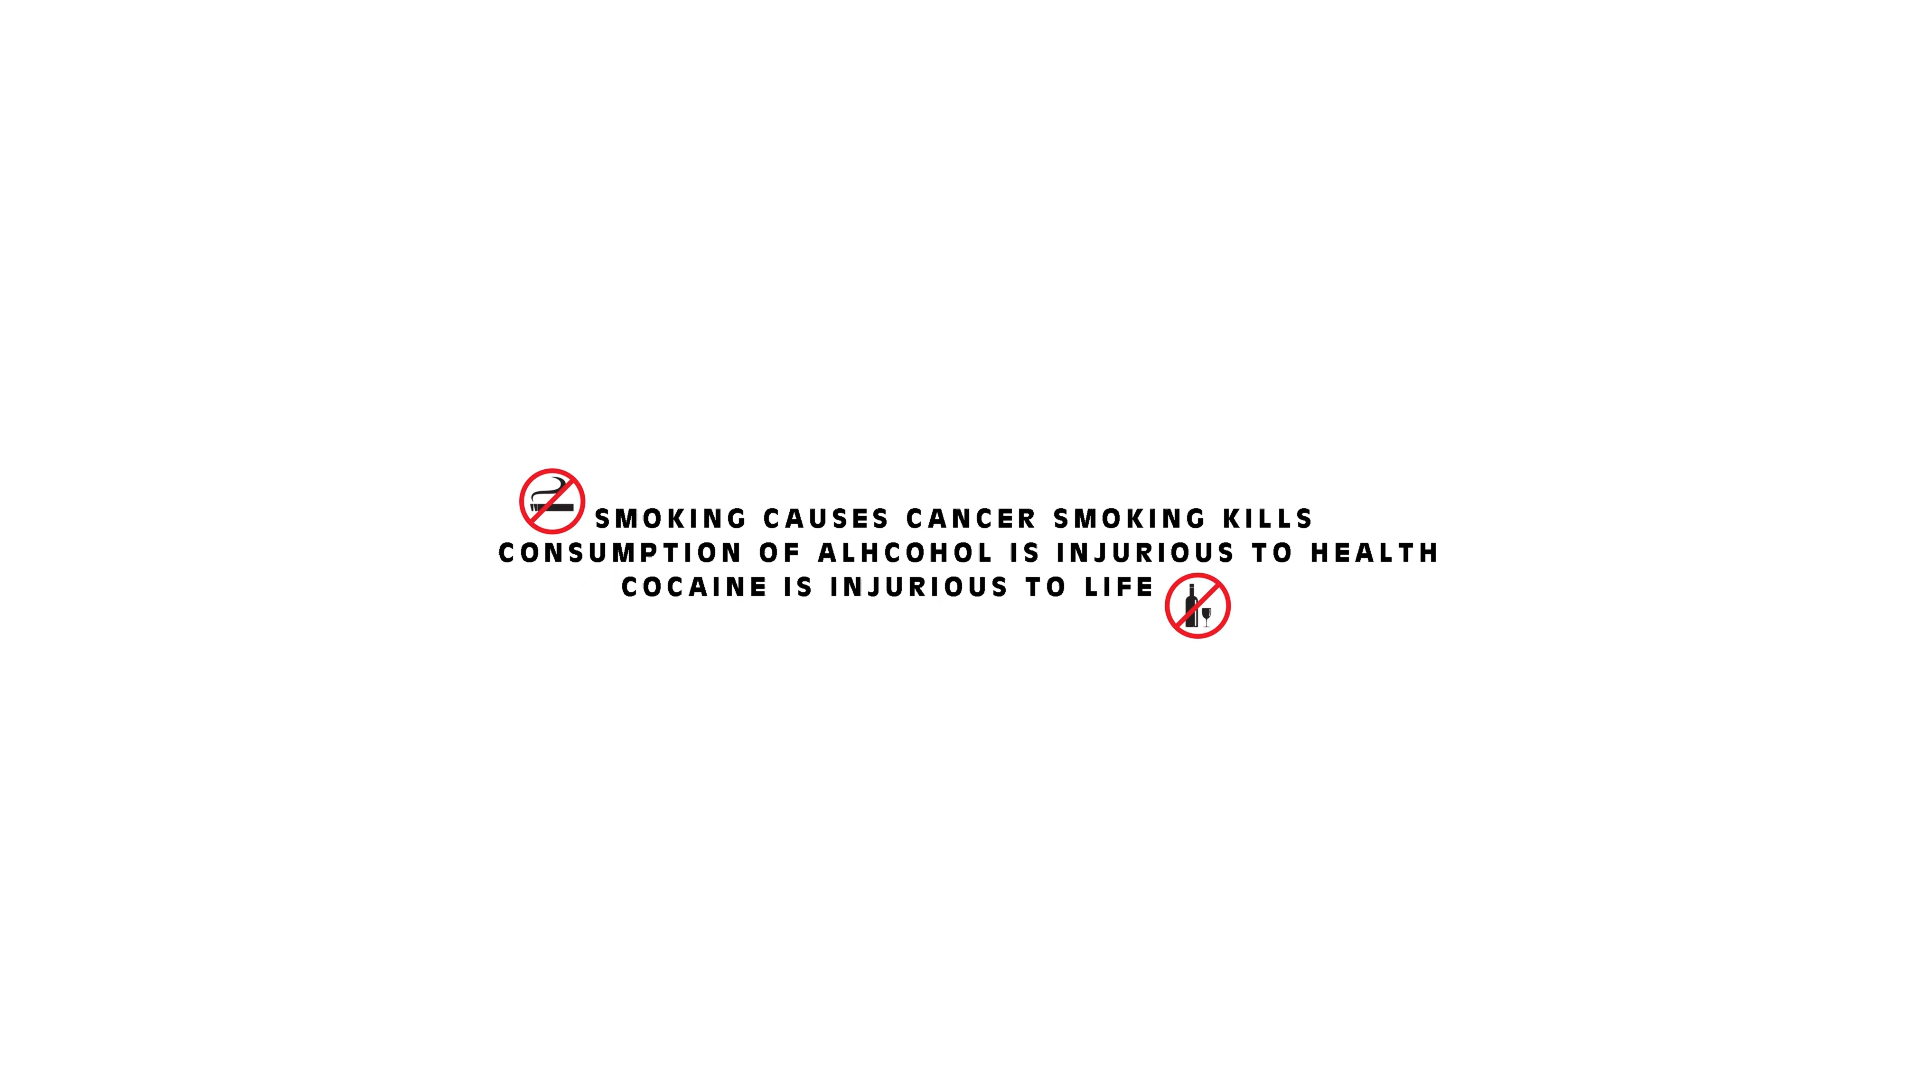 SMOKING CAUSES CANCER SMOKING KILLS
CONSUMPTION OF ALHCOHOL IS INJURIOUS TO HEALTH
COCAINE IS INJURIOUS TO LIFE